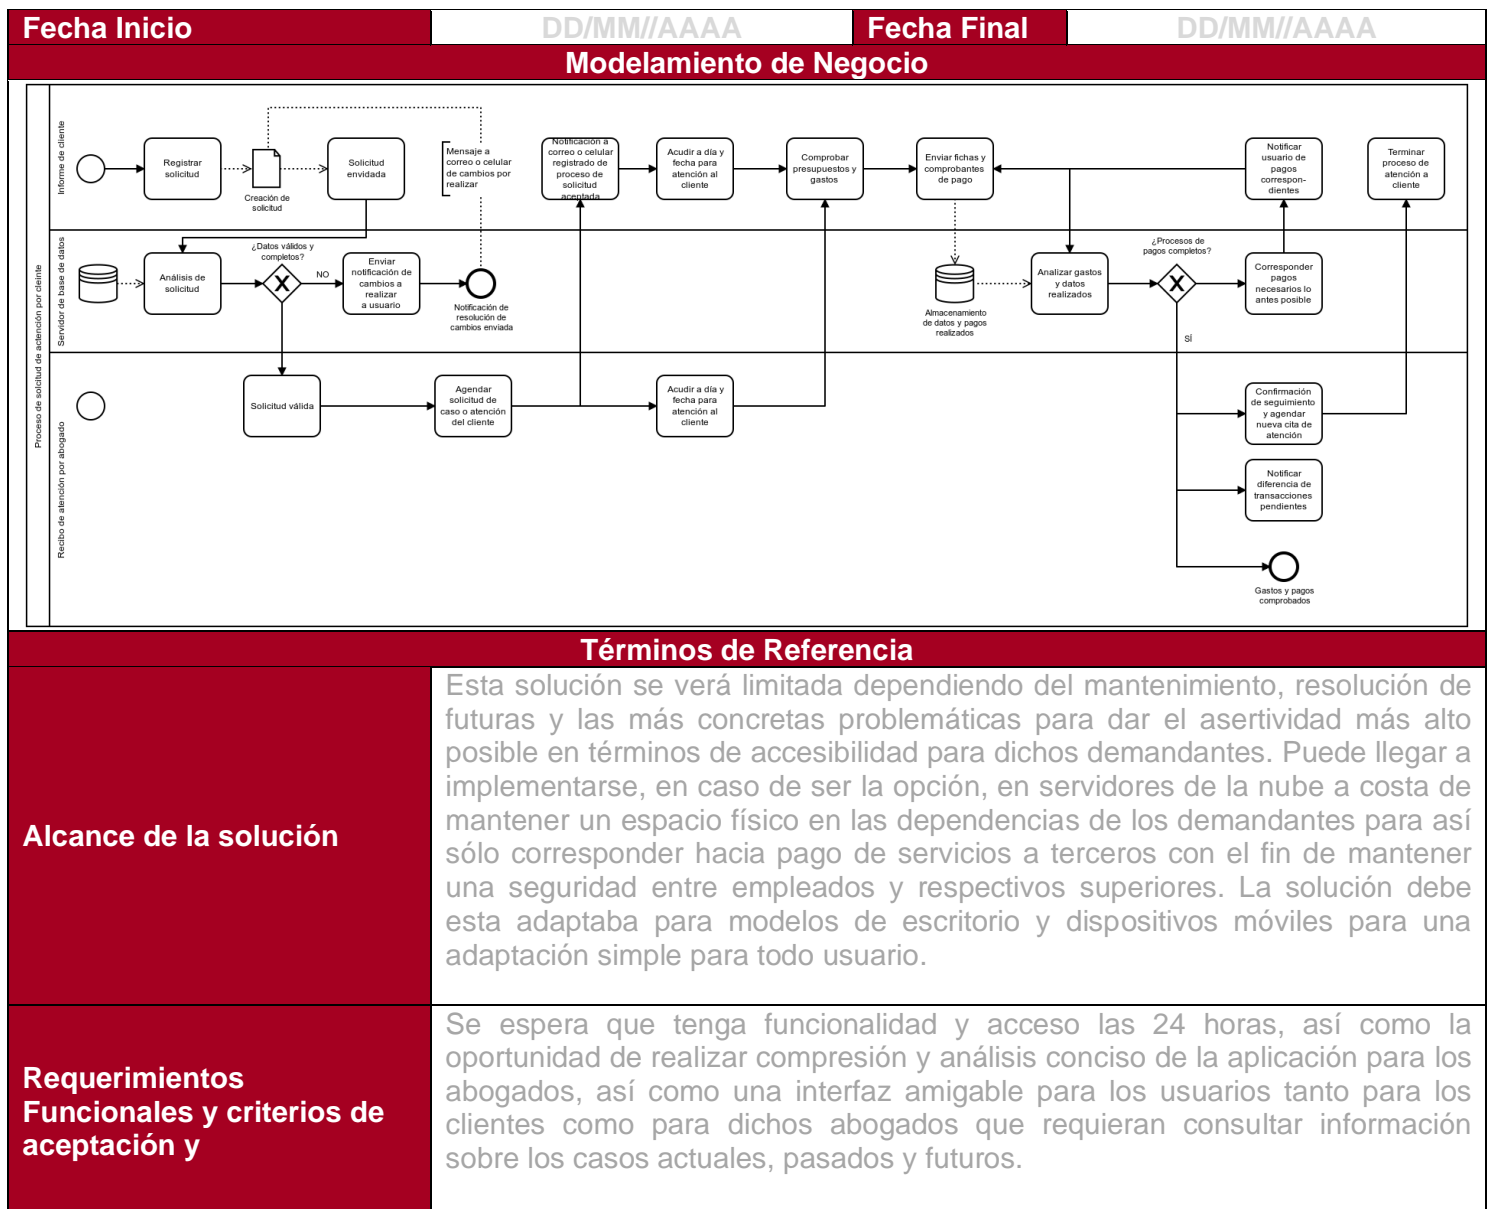 Fecha Inicio
DD/MM//AAAA
Fecha Final
DD/MM//AAAA
Modelamiento de Negocio
Proceso de solcitud de actención por cleinte
Informe de cliente
Registrar
solicitud
Creación de
solicitud
Solicitud
envidada
Mensaje a
correo o celular
de cambios por
realizar
Notificación a
correo o celular
registrado de
proceso de
solicitud
aceptada
Acudir a día y
fecha para
atención al
cliente
Comprobar
presupuestos y
gastos
Enviar fichas y
comprobantes
de pago
Notificar
usuario de
pagos
correspon-
dientes
Terminar
proceso de
atención a
cliente
Servidor de base de datos
Análisis de
solicitud
¿Datos válidos y
completos?
X
NO
Enviar
notificación de
cambios a
realizar
a usuario
Notificación de
resolución de
cambios enviada
Almacenamiento
de datos y pagos
realizados
Analizar gastos
y datos
realizados
¿Procesos de
pagos completos?
X
SÍ
Corresponder
pagos
necesarios lo
antes posible
Recibo de atención por abogado
Solicitud válida
Agendar
solicitud de
caso o atención
del cliente
Acudir a día y
fecha para
atención al
cliente
Confirmación
de seguimiento
y agendar
nueva cita de
atención
Notificar
diferencia de
transacciones
pendientes
Gastos y pagos
comprobados
Términos de Referencia
Alcance de la solución
Esta solución se verá limitada dependiendo del mantenimiento, resolución de
futuras y las más concretas problemáticas para dar el asertividad más alto
posible en términos de accesibilidad para dichos demandantes. Puede llegar a
implementarse, en caso de ser la opción, en servidores de la nube a costa de
mantener un espacio físico en las dependencias de los demandantes para así
sólo corresponder hacia pago de servicios a terceros con el fin de mantener
una seguridad entre empleados y respectivos superiores. La solución debe
esta adaptaba para modelos de escritorio y dispositivos móviles para una
adaptación simple para todo usuario.
Requerimientos
Funcionales y criterios de
aceptación y
Se espera que tenga funcionalidad y acceso las 24 horas, así como la
oportunidad de realizar compresión y análisis conciso de la aplicación para los
abogados, así como una interfaz amigable para los usuarios tanto para los
clientes como para dichos abogados que requieran consultar información
sobre los casos actuales, pasados y futuros.